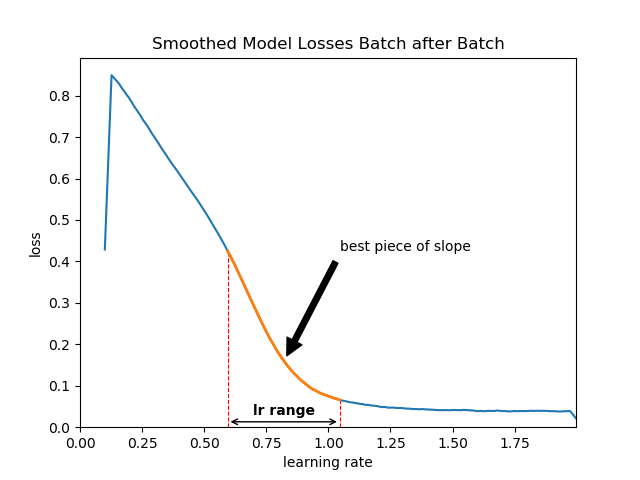 Smoothed Model Losses Batch after Batch
loss
0.8
0.7
0.6
0.5
0.4
0.3
0.2
0.1
0.0
best piece of slope
lr range
0.00 0.25 0.50 0.75 1.00 1.25 1.50 1.75
learning rate